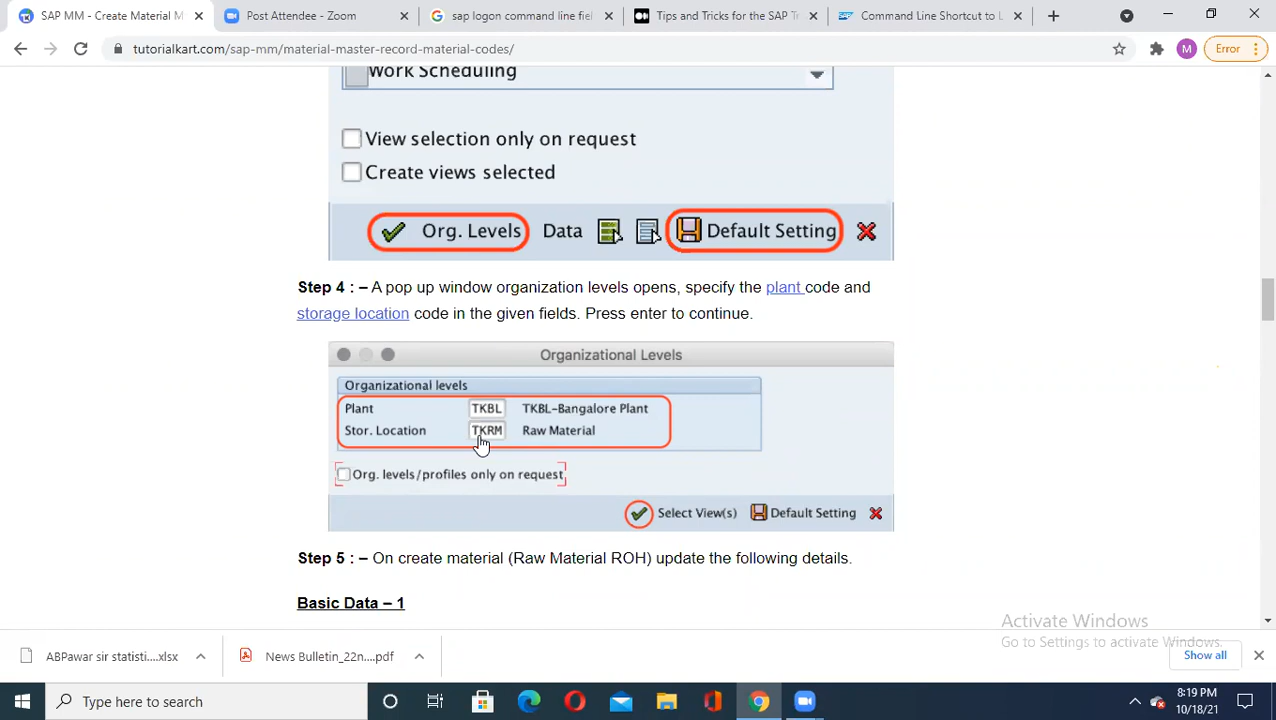 SAP MM - Create Material M
Post Attendee - Zoom
sap logon command line fiel
Tips and Tricks for the SAP T
Command Line Shortcut to L
tutorialkart.com/sap-mm/material-master-record-material-codes/
M
Error
Work Scheduling
View selection only on request
Create views selected
Org. Levels Data Default Setting
Step 4 : – A pop up window organization levels opens, specify the plant code and
storage location code in the given fields. Press enter to continue.
Organizational Levels
Organizational levels
Plant TKBL TKBL-Bangalore Plant
Stor. Location TKRM Raw Material
Org. levels/profiles only on request
Select View(s) Default Setting
Step 5 : – On create material (Raw Material ROH) update the following details.
Basic Data – 1
Activate Windows
Go to Settings to activate Windows.
ABPawar sir statisti....xlsx
News Bulletin_22n....pdf
Show all
Type here to search
8:19 PM
10/18/21